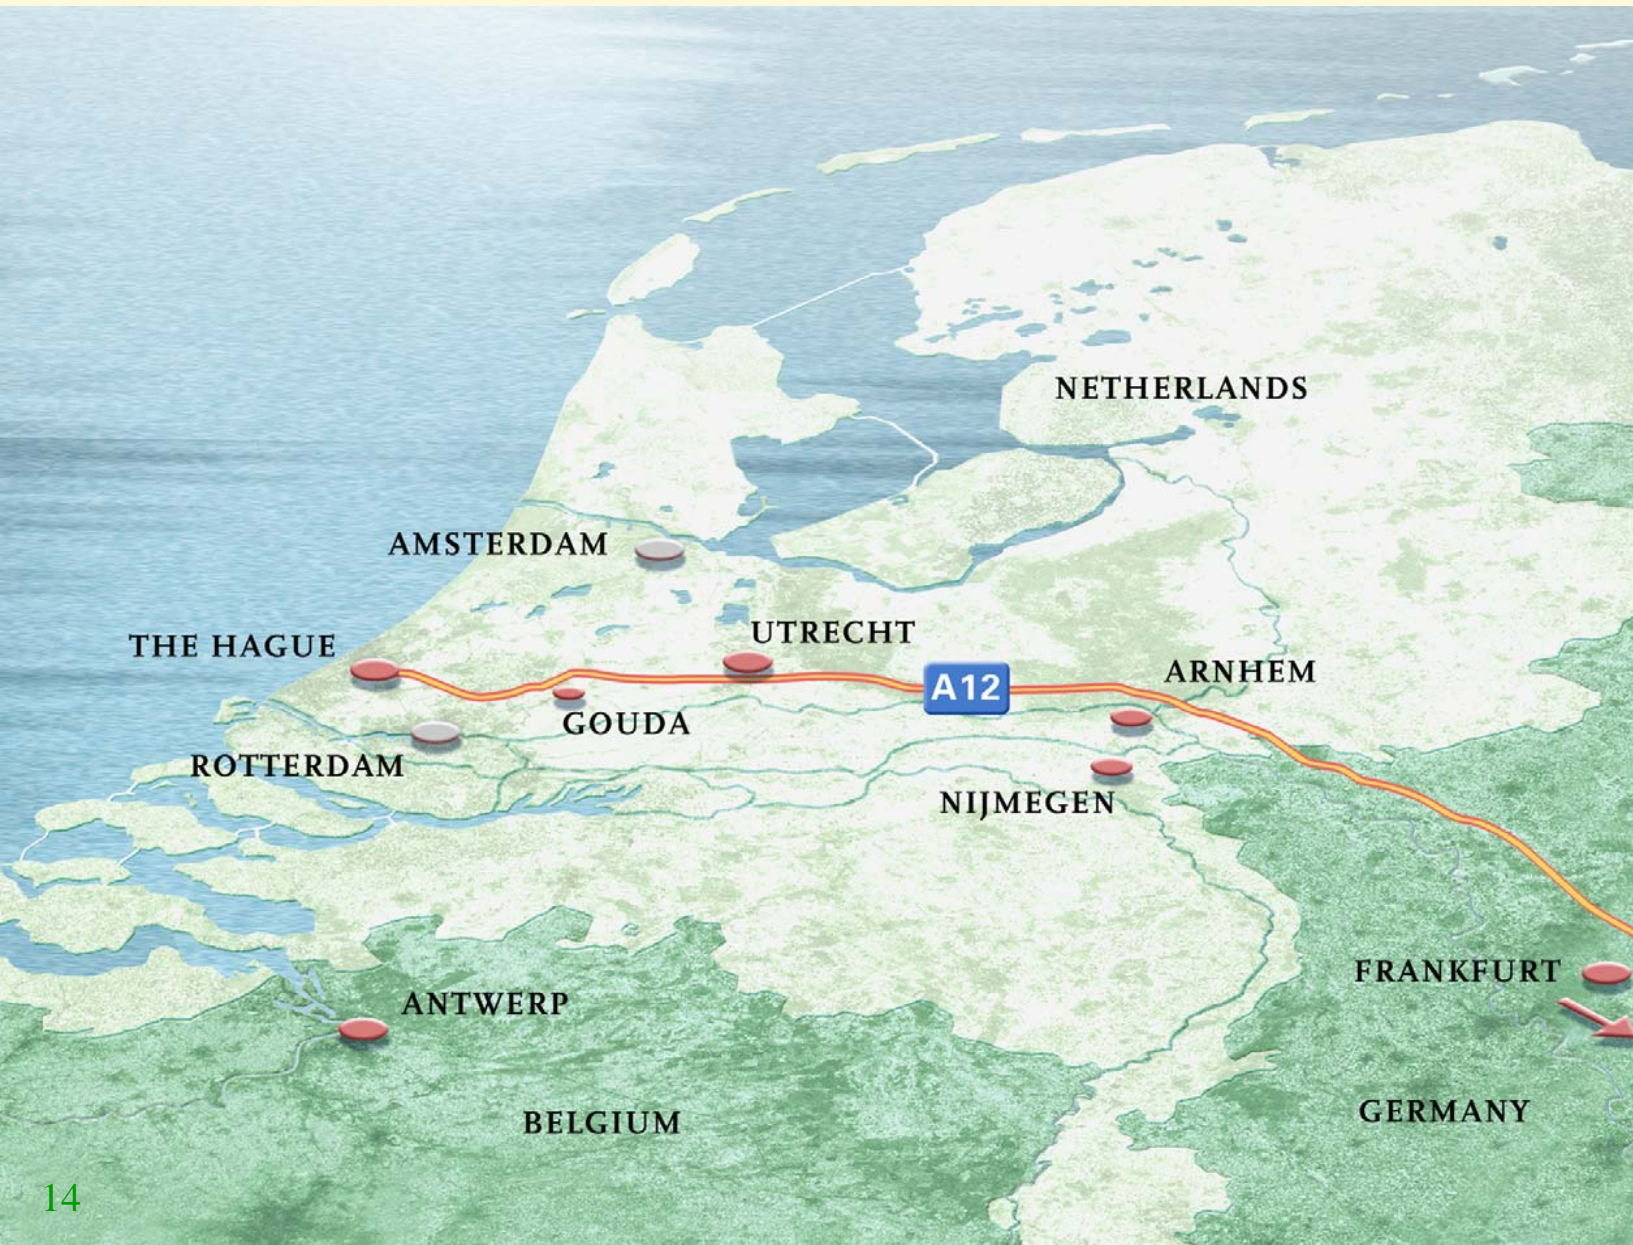 NETHERLANDS
AMSTERDAM
THE HAGUE
UTRECHT
ARNHEM
A12
GOUDA
ROTTERDAM
NIJMEGEN
FRANKFURT
ANTWERP
GERMANY
BELGIUM
14